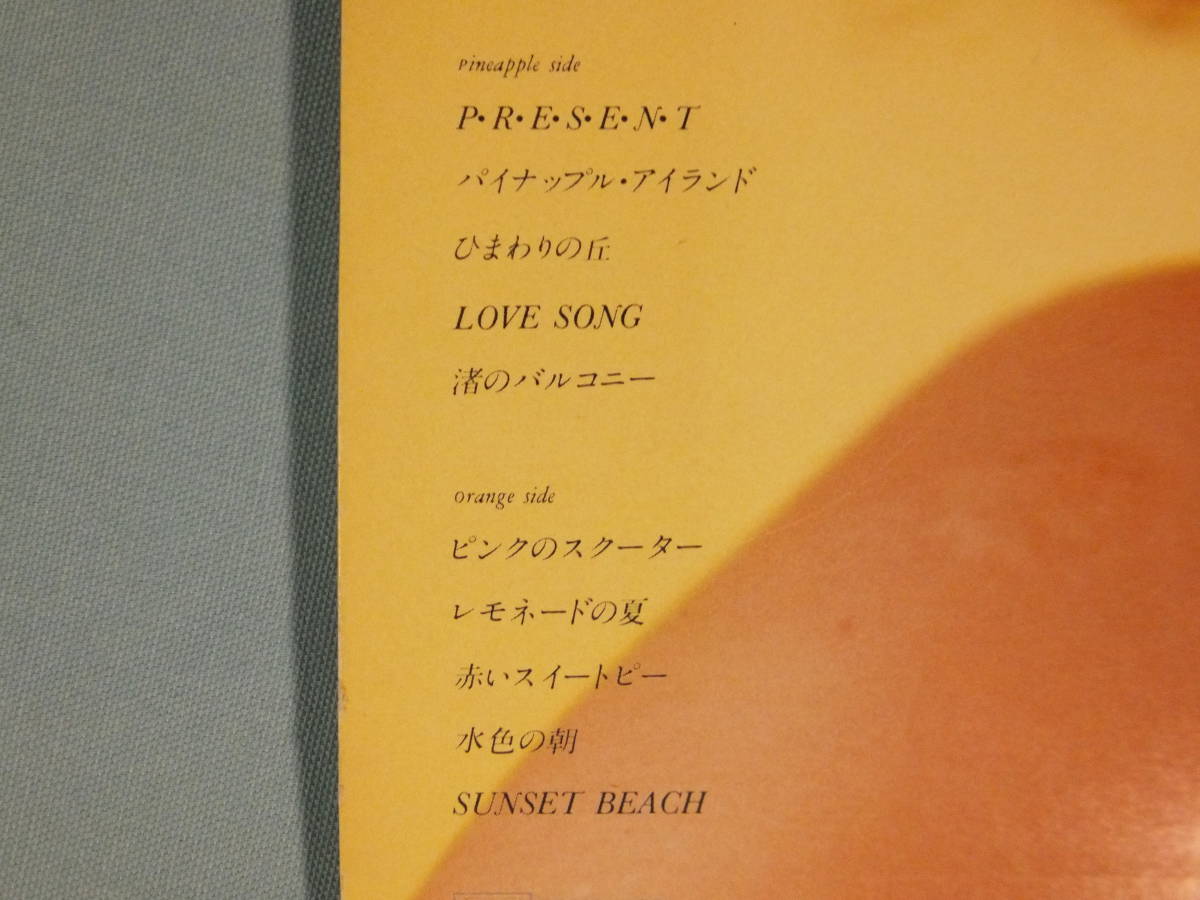 Pineapple side
P・R・E・S・E・N・T
パイナップル・アイランド
ひまわりの丘
LOVE SONG
渚のバルコニー
orange side
ピンクのスクーター
レモネードの夏
赤いスイートピー
水色の朝
SUNSET BEACH